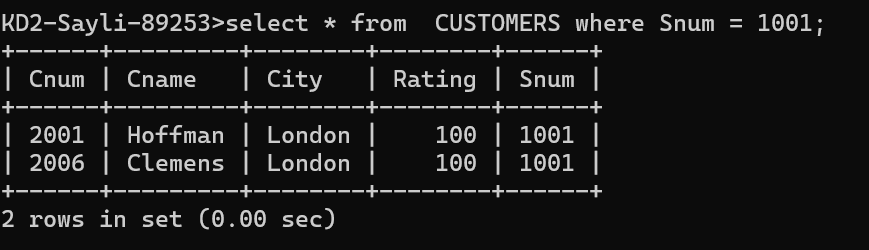 KD2-Sayli-89253>select * from  CUSTOMERS where Snum = 1001;
+------+---------+--------+--------+------+
| Cnum | Cname   | City   | Rating | Snum |
+------+---------+--------+--------+------+
| 2001 | Hoffman | London |    100 | 1001 |
| 2006 | Clemens | London |    100 | 1001 |
+------+---------+--------+--------+------+
2 rows in set (0.00 sec)